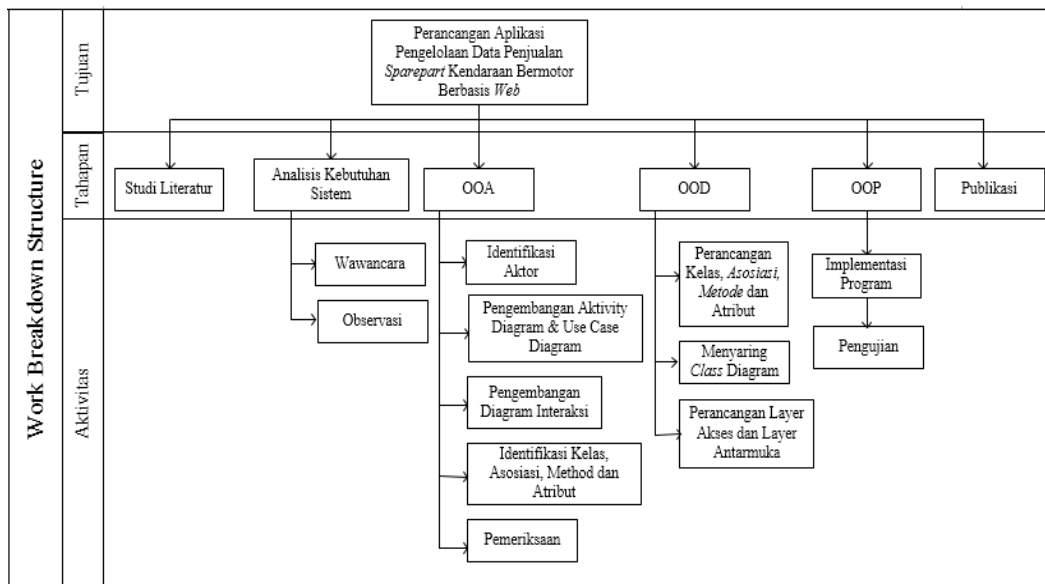 Work Breakdown Structure
Tujuan
Perancangan Aplikasi
Pengelolaan Data Penjualan
Sparepart Kendaraan Bermotor
Berbasis Web
Tahapan
Studi Literatur
Analisis Kebutuhan
Sistem
OOA
OOD
OOP
Publikasi
Aktivitas
Wawancara
Observasi
Identifikasi
Aktor
Pengembangan Aktivity
Diagram & Use Case
Diagram
Pengembangan
Diagram Interaksi
Identifikasi Kelas,
Asosiasi, Method dan
Atribut
Pemeriksaan
Perancangan
Kelas, Asosiasi,
Metode dan
Atribut
Menyaring
Class Diagram
Perancangan Layer
Akses dan Layer
Antarmuka
Implementasi
Program
Pengujian